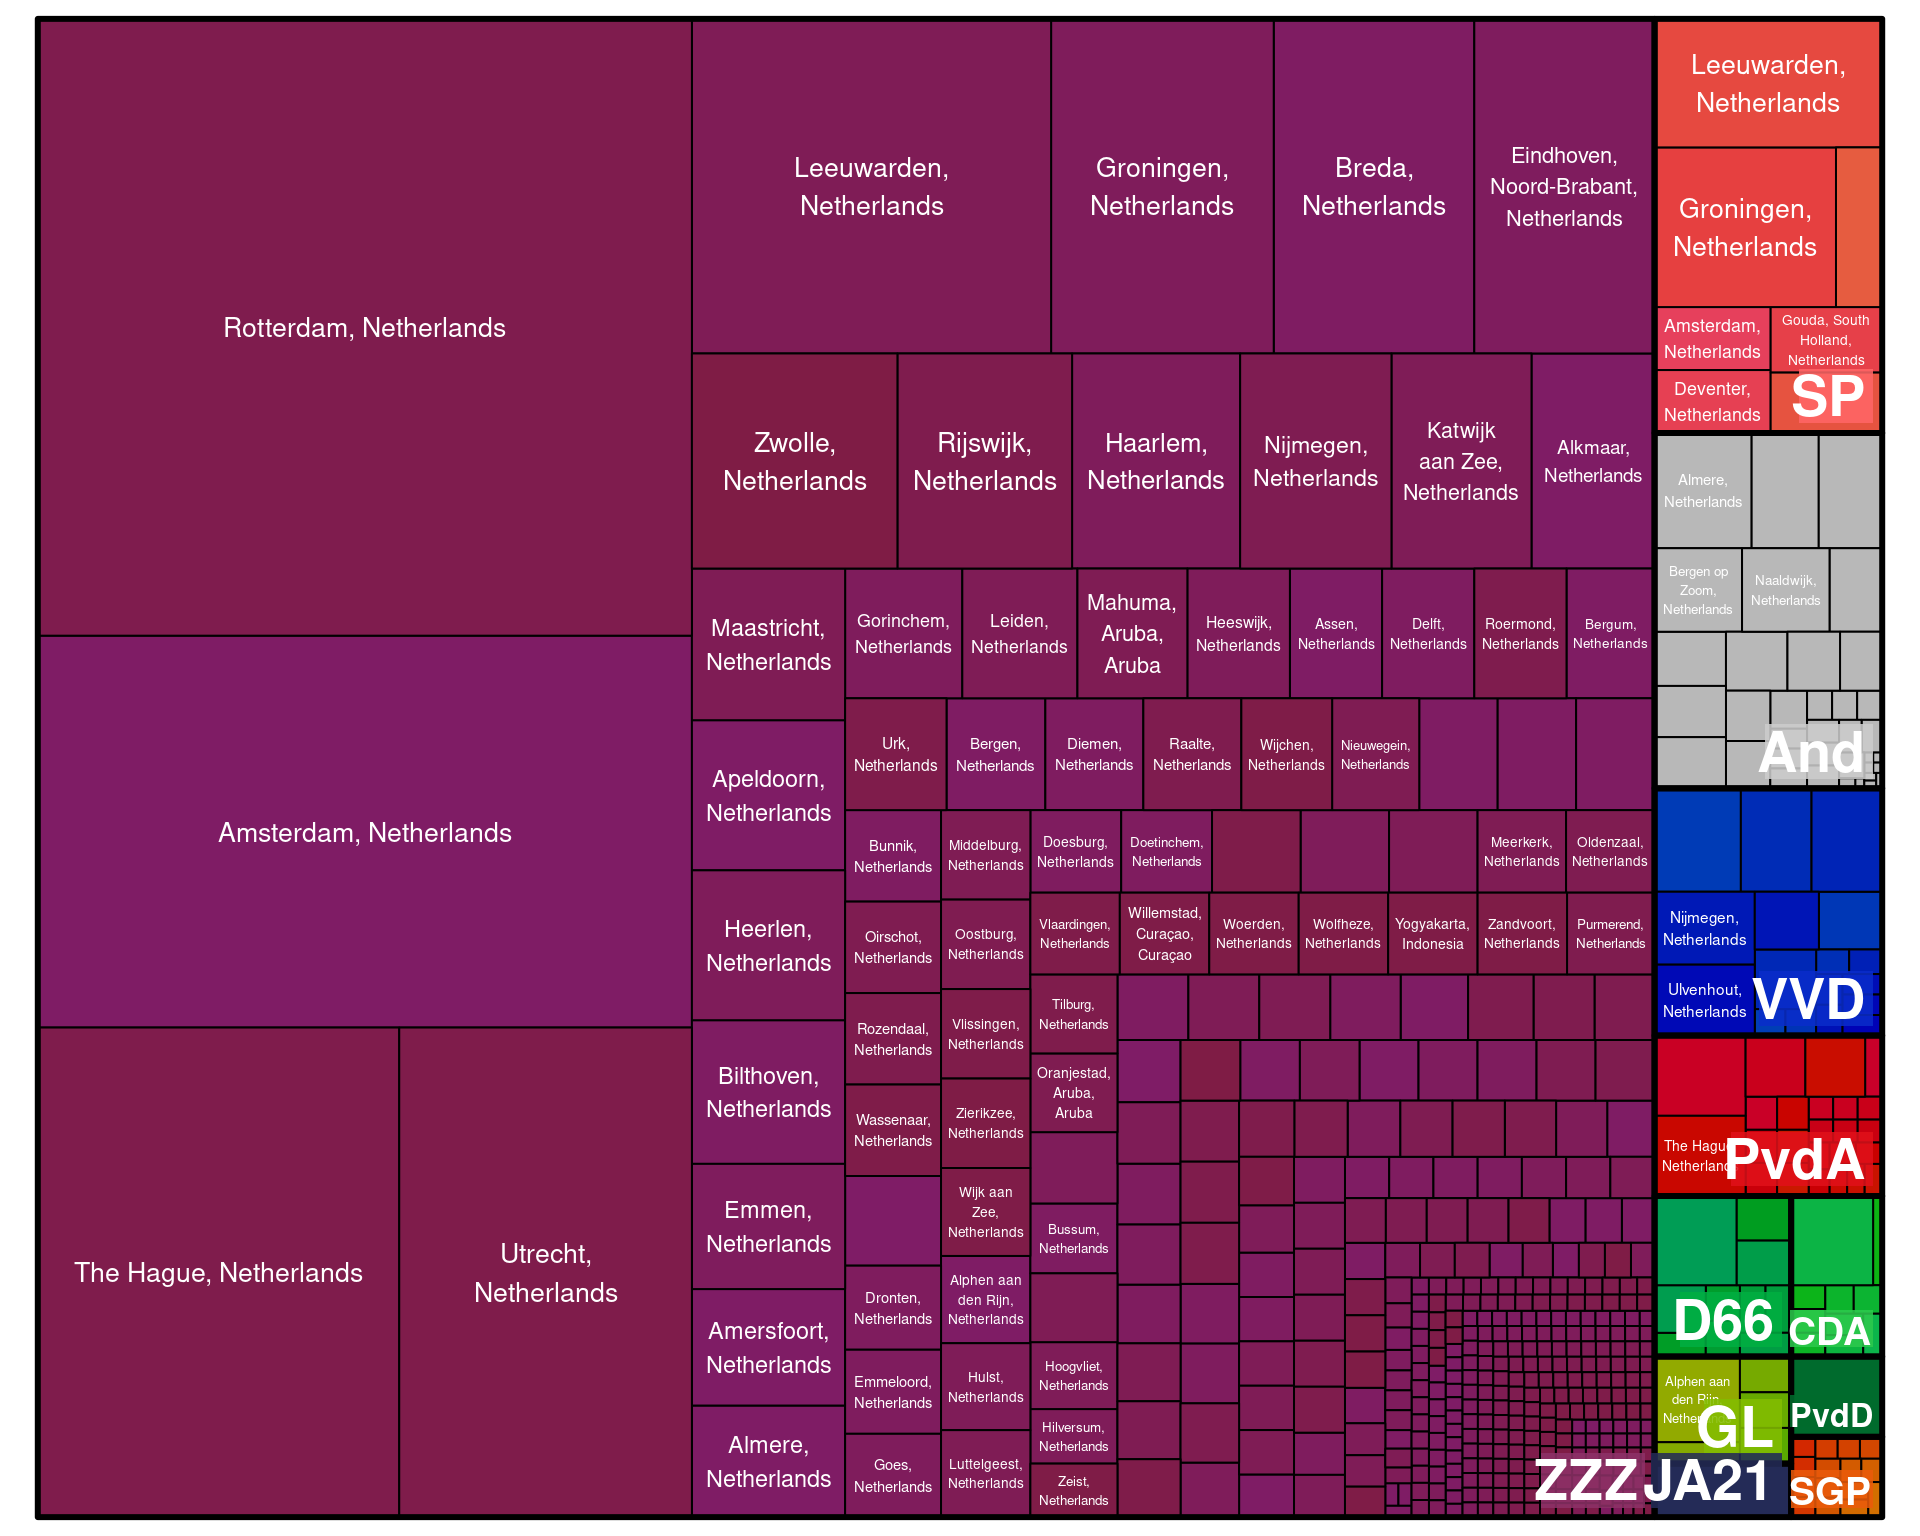 Rotterdam, Netherlands
Amsterdam, Netherlands
The Hague, Netherlands
Utrecht,
Netherlands
Leeuwarden,
Netherlands
Groningen,
Netherlands
Breda,
Netherlands
Eindhoven,
Noord-Brabant,
Netherlands
Zwolle,
Netherlands
Rijswijk,
Netherlands
Haarlem,
Netherlands
Nijmegen,
Netherlands
Katwijk
aan Zee,
Netherlands
Alkmaar,
Netherlands
Maastricht,
Netherlands
Apeldoorn,
Netherlands
Heerlen,
Netherlands
Bilthoven,
Netherlands
Emmen,
Netherlands
Amersfoort,
Netherlands
Almere,
Netherlands
Gorinchem,
Netherlands
Leiden,
Netherlands
Mahuma,
Aruba,
Aruba
Heeswijk,
Netherlands
Assen,
Netherlands
Delft,
Netherlands
Roermond,
Netherlands
Bergum,
Netherlands
Urk,
Netherlands
Bergen,
Netherlands
Diemen,
Netherlands
Raalte,
Netherlands
Wijchen,
Netherlands
Nieuwegein,
Netherlands
Bunnik,
Netherlands
Oirschot,
Netherlands
Rozendaal,
Netherlands
Wassenaar,
Netherlands
Dronten,
Netherlands
Emmeloord,
Netherlands
Goes,
Netherlands
Middelburg,
Netherlands
Oostburg,
Netherlands
Vlissingen,
Netherlands
Zierikzee,
Netherlands
Wijk aan
Zee,
Netherlands
Alphen aan
den Rijn,
Netherlands
Hulst,
Netherlands
Luttelgeest,
Netherlands
Doesburg,
Netherlands
Doetinchem,
Netherlands
Meerkerk,
Netherlands
Oldenzaal,
Netherlands
Vlaardingen,
Netherlands
Willemstad,
Curaçao,
Curaçao
Woerden,
Netherlands
Wolfheze,
Netherlands
Yogyakarta,
Indonesia
Zandvoort,
Netherlands
Purmerend,
Netherlands
Tilburg,
Netherlands
Oranjestad,
Aruba,
Aruba
Bussum,
Netherlands
Hoogvliet,
Netherlands
Hilversum,
Netherlands
Zeist,
Netherlands
ZZZ
Leeuwarden,
Netherlands
Groningen,
Netherlands
Amsterdam,
Netherlands
Gouda, South
Holland,
Netherlands
Deventer,
Netherlands
SP
Almere,
Netherlands
Bergen op
Zoom,
Netherlands
Naaldwijk,
Netherlands
And
Nijmegen,
Netherlands
Ulvenhout,
Netherlands
VVD
The Hague,
Netherlands
PvdA
D66
CDA
Alphen aan
den Rijn,
Netherlands
GL
PvdD
JA21
SGP